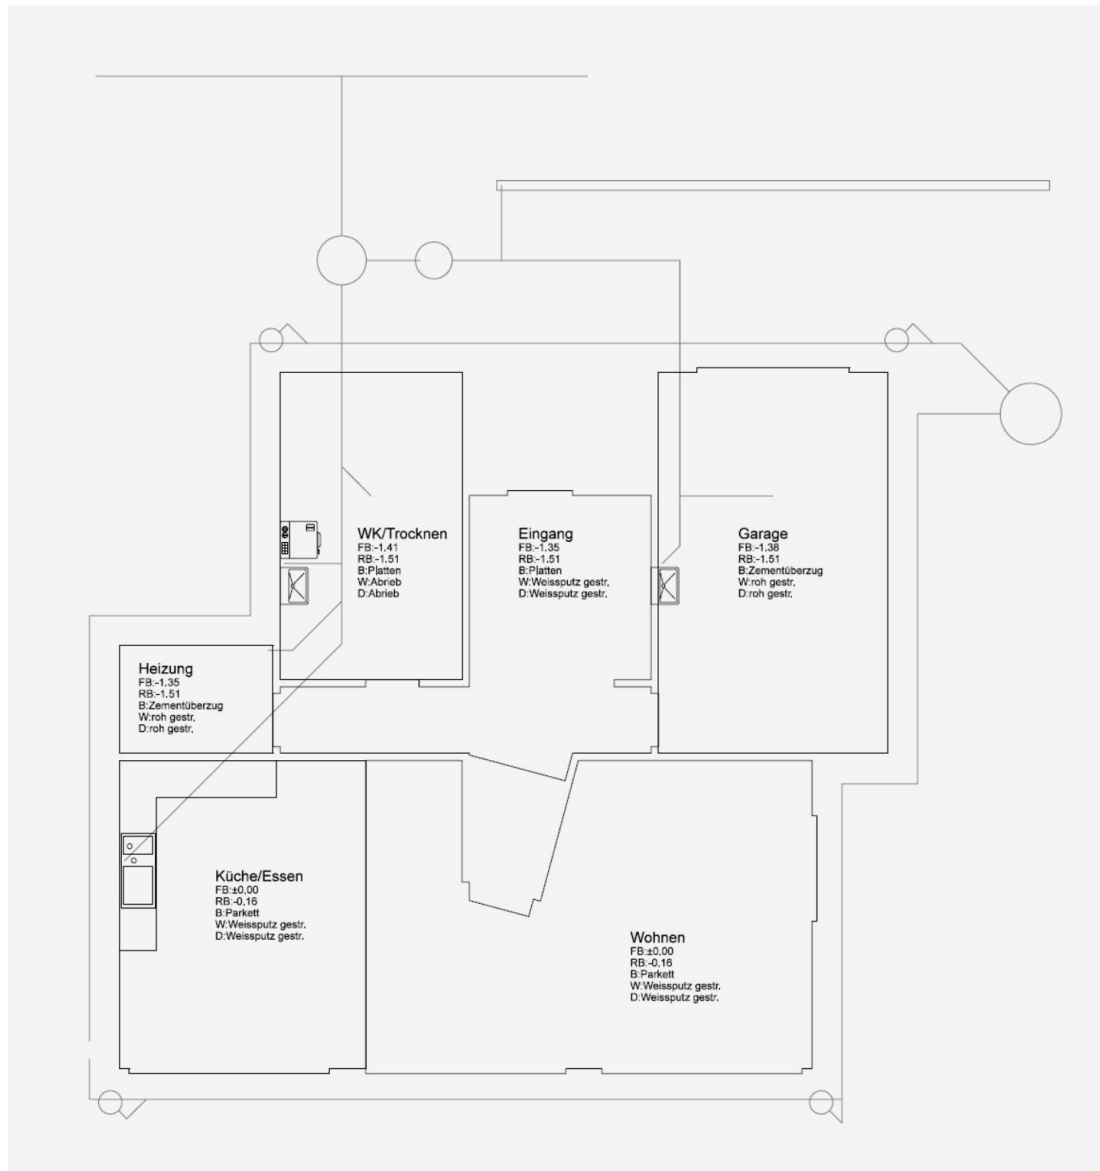 WK/Trocknen
FB:-1.41
RB:-1.51
B:Platten
W:Abrieb
D:Abrieb
Eingang
FB:-1.35
RB:-1.51
B:Platten
W:Weissputz gestr.
D:Weissputz gestr.
Garage
FB:-1.38
RB:-1.51
B:Zementüberzug
W:roh gestr.
D:roh gestr.
Heizung
FB:-1.35
RB:-1.51
B:Zementüberzug
W:roh gestr.
D:roh gestr.
Küche/Essen
FB:±0.00
RB:-0.16
B:Parkett
W:Weissputz gestr.
D:Weissputz gestr.
Wohnen
FB:±0.00
RB:-0.16
B:Parkett
W:Weissputz gestr.
D:Weissputz gestr.